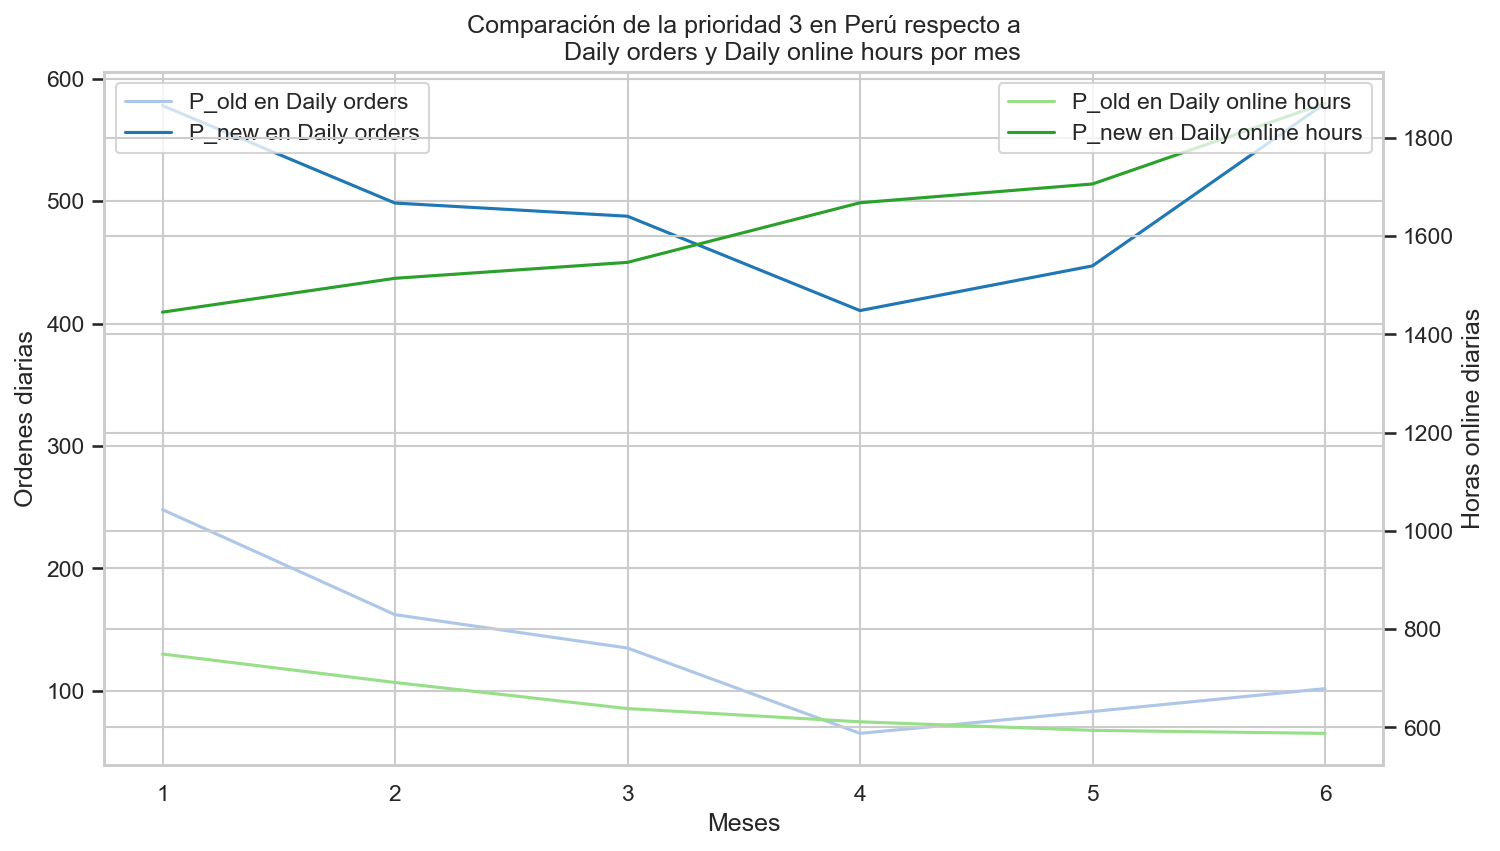 Comparación de la prioridad 3 en Perú respecto a
Daily orders y Daily online hours por mes
P_old en Daily orders
P_new en Daily orders
P_old en Daily online hours
P_new en Daily online hours
600
500
400
300
200
100
Ordenes diarias
1800
1600
1400
1200
1000
800
600
Horas online diarias
1 2 3 4 5 6
Meses